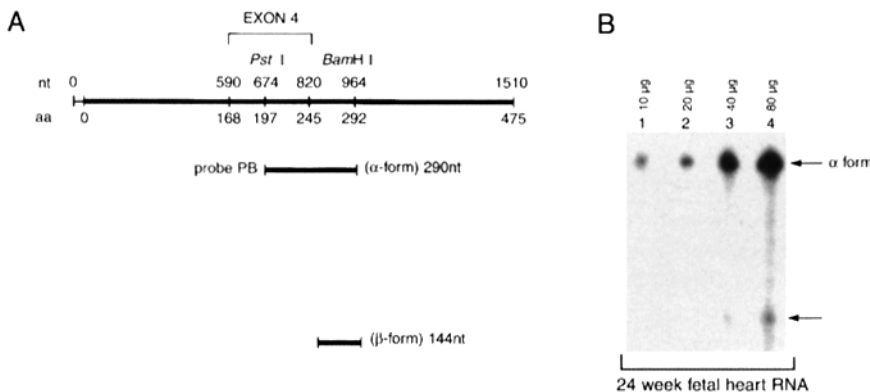 A
EXON 4
Pst I
BamH I
nt 0 590 674 820 964 1510
aa 0 168 197 245 292 475
probe PB (α-form) 290nt
(β-form) 144nt
B
10 µg 20 µg 40 µg 80 µg
1 2 3 4
α form
24 week fetal heart RNA